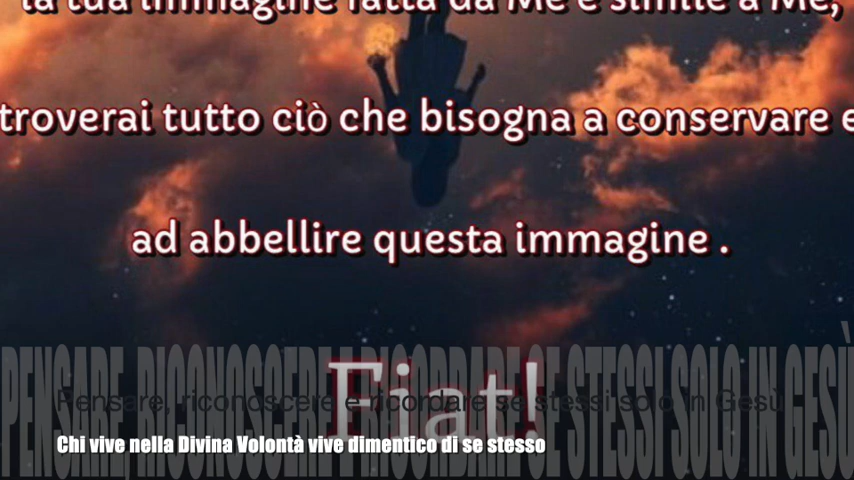 la tua immagine fatta da Me e simile a Me,
troverai tutto ciò che bisogna a conservare e
ad abbellire questa immagine .
Fiat!
PENSARE, RICONOSCERE E RICORDARE SE STESSI SOLO IN GESÙ
Pensare, riconoscere e ricordare se stessi solo in Gesù
Chi vive nella Divina Volontà vive dimentico di se stesso